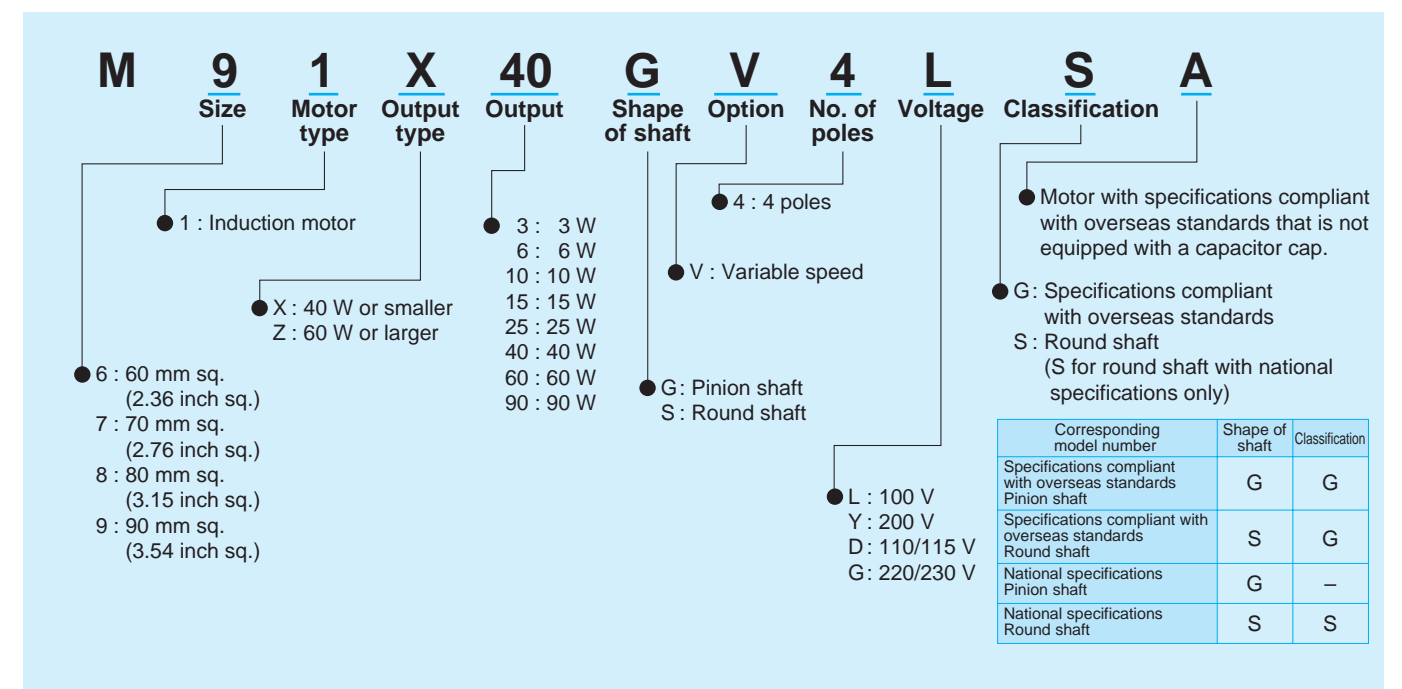 M 9 1 X 40 G V 4 L S A
Size Motor type Output type Output Shape of shaft Option No. of poles Voltage Classification
6 : 60 mm sq.
(2.36 inch sq.)
7 : 70 mm sq.
(2.76 inch sq.)
8 : 80 mm sq.
(3.15 inch sq.)
9 : 90 mm sq.
(3.54 inch sq.)
1 : Induction motor
X : 40 W or smaller
Z : 60 W or larger
3 : 3 W
6 : 6 W
10 : 10 W
15 : 15 W
25 : 25 W
40 : 40 W
60 : 60 W
90 : 90 W
G : Pinion shaft
S : Round shaft
V : Variable speed
4 : 4 poles
L : 100 V
Y : 200 V
D : 110/115 V
G : 220/230 V
Motor with specifications compliant
with overseas standards that is not
equipped with a capacitor cap.
G : Specifications compliant
with overseas standards
S : Round shaft
(S for round shaft with national
specifications only)
Corresponding model number Shape of shaft Classification
Specifications compliant
with overseas standards
Pinion shaft G G
Specifications compliant with
overseas standards
Round shaft S G
National specifications
Pinion shaft G –
National specifications
Round shaft S S